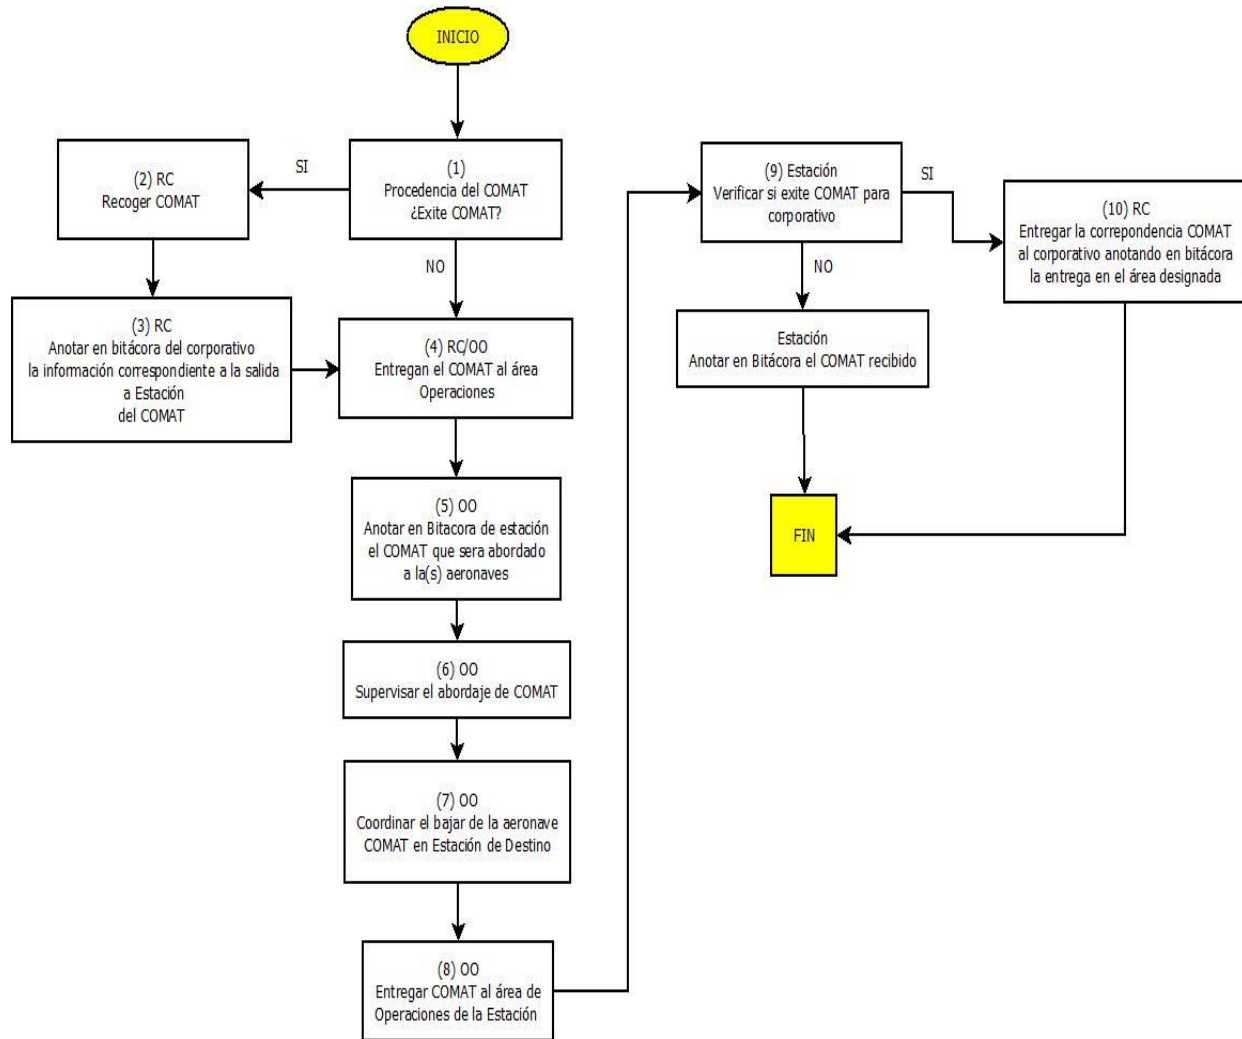 INICIO
(1)
Procedencia del COMAT
¿Exite COMAT?
SI
(2) RC
Recoger COMAT
(3) RC
Anotar en bitácora del corporativo
la información correspondiente a la salida
a Estación
del COMAT
NO
(4) RC/OO
Entregan el COMAT al área
Operaciones
(5) OO
Anotar en Bitacora de estación
el COMAT que sera abordado
a la(s) aeronaves
(6) OO
Supervisar el abordaje de COMAT
(7) OO
Coordinar el bajar de la aeronave
COMAT en Estación de Destino
(8) OO
Entregar COMAT al área de
Operaciones de la Estación
(9) Estación
Verificar si exite COMAT para
corporativo
SI
(10) RC
Entregar la correpondencia COMAT
al corporativo anotando en bitácora
la entrega en el área designada
NO
Estación
Anotar en Bitácora el COMAT recibido
FIN